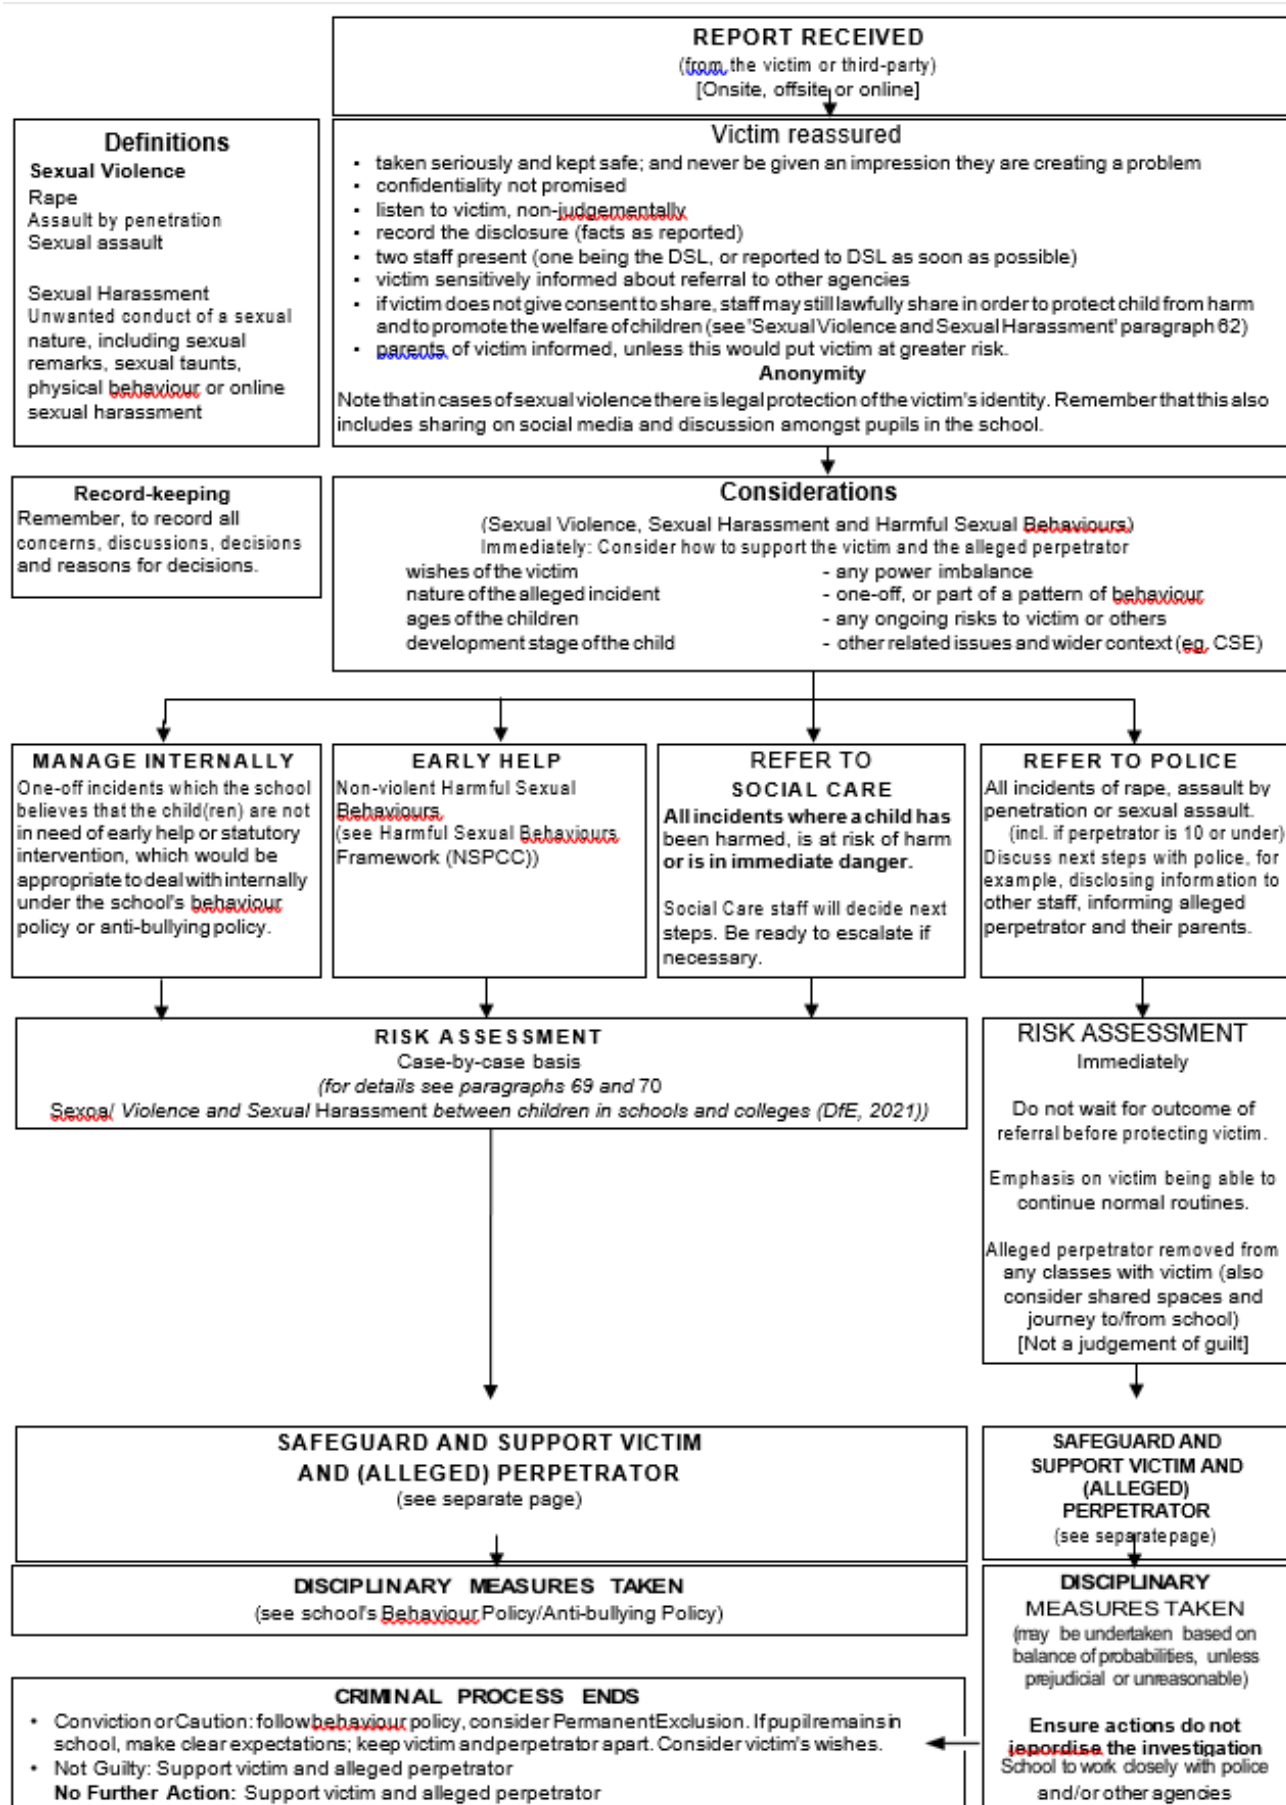 REPORT RECEIVED
(from the victim or third-party)
[Onsite, offsite or online]
Definitions
Sexual Violence
Rape
Assault by penetration
Sexual assault
Sexual Harassment
Unwanted conduct of a sexual
nature, including sexual
remarks, sexual taunts,
physical behaviour or online
sexual harassment
Victim reassured
▪ taken seriously and kept safe; and never be given an impression they are creating a problem
▪ confidentiality not promised
▪ listen to victim, non-judgementally
▪ record the disclosure (facts as reported)
▪ two staff present (one being the DSL, or reported to DSL as soon as possible)
▪ victim sensitively informed about referral to other agencies
▪ if victim does not give consent to share, staff may still lawfully share in order to protect child from harm
and to promote the welfare of children (see 'Sexual Violence and Sexual Harassment' paragraph 62)
▪ parents of victim informed, unless this would put victim at greater risk.
Anonymity
Note that in cases of sexual violence there is legal protection of the victim's identity. Remember that this also
includes sharing on social media and discussion amongst pupils in the school.
Record-keeping
Remember, to record all
concerns, discussions, decisions
and reasons for decisions.
Considerations
(Sexual Violence, Sexual Harassment and Harmful Sexual Behaviours)
Immediately: Consider how to support the victim and the alleged perpetrator
wishes of the victim - any power imbalance
nature of the alleged incident - one-off, or part of a pattern of behaviour
ages of the children - any ongoing risks to victim or others
development stage of the child - other related issues and wider context (eg. CSE)
MANAGE INTERNALLY
One-off incidents which the school
believes that the child(ren) are not
in need of early help or statutory
intervention, which would be
appropriate to deal with internally
under the school's behaviour
policy or anti-bullying policy.
EARLY HELP
Non-violent Harmful Sexual
Behaviours
(see Harmful Sexual Behaviours
Framework (NSPCC))
REFER TO
SOCIAL CARE
All incidents where a child has
been harmed, is at risk of harm
or is in immediate danger.
Social Care staff will decide next
steps. Be ready to escalate if
necessary.
REFER TO POLICE
All incidents of rape, assault by
penetration or sexual assault.
(incl. if perpetrator is 10 or under)
Discuss next steps with police, for
example, disclosing information to
other staff, informing alleged
perpetrator and their parents.
RISK ASSESSMENT
Case-by-case basis
(for details see paragraphs 69 and 70
Sexoa/ Violence and Sexual Harassment between children in schools and colleges (DfE, 2021))
RISK ASSESSMENT
Immediately
Do not wait for outcome of
referral before protecting victim.
Emphasis on victim being able to
continue normal routines.
Alleged perpetrator removed from
any classes with victim (also
consider shared spaces and
journey to/from school)
[Not a judgement of guilt]
SAFEGUARD AND SUPPORT VICTIM
AND (ALLEGED) PERPETRATOR
(see separate page)
SAFEGUARD AND
SUPPORT VICTIM AND
(ALLEGED)
PERPETRATOR
(see separate page)
DISCIPLINARY MEASURES TAKEN
(see school's Behaviour Policy/Anti-bullying Policy)
DISCIPLINARY
MEASURES TAKEN
(may be undertaken based on
balance of probabilities, unless
prejudicial or unreasonable)
Ensure actions do not
jepordise the investigation
School to work closely with police
and/or other agencies
CRIMINAL PROCESS ENDS
• Conviction or Caution: follow behaviour policy, consider Permanent Exclusion. If pupil remains in
school, make clear expectations; keep victim and perpetrator apart. Consider victim's wishes.
• Not Guilty: Support victim and alleged perpetrator
No Further Action: Support victim and alleged perpetrator